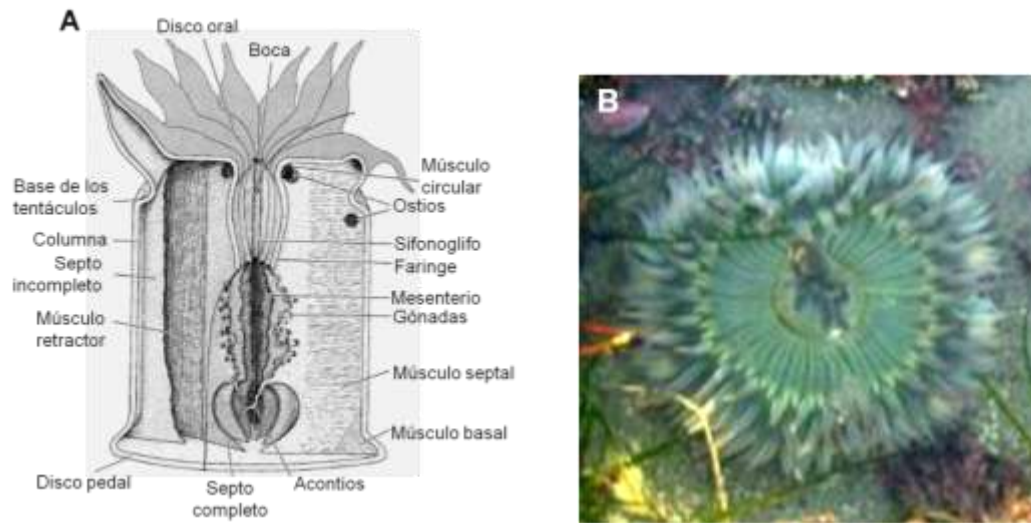 A
Disco oral
Boca
Base de los
tentáculos
Columna
Septo
incompleto
Músculo
retractor
Disco pedal
Septo
completo
Acontios
Músculo
circular
Ostios
Sifonoglifo
Faringe
Mesenterio
Gónadas
Músculo septal
Músculo basal
B